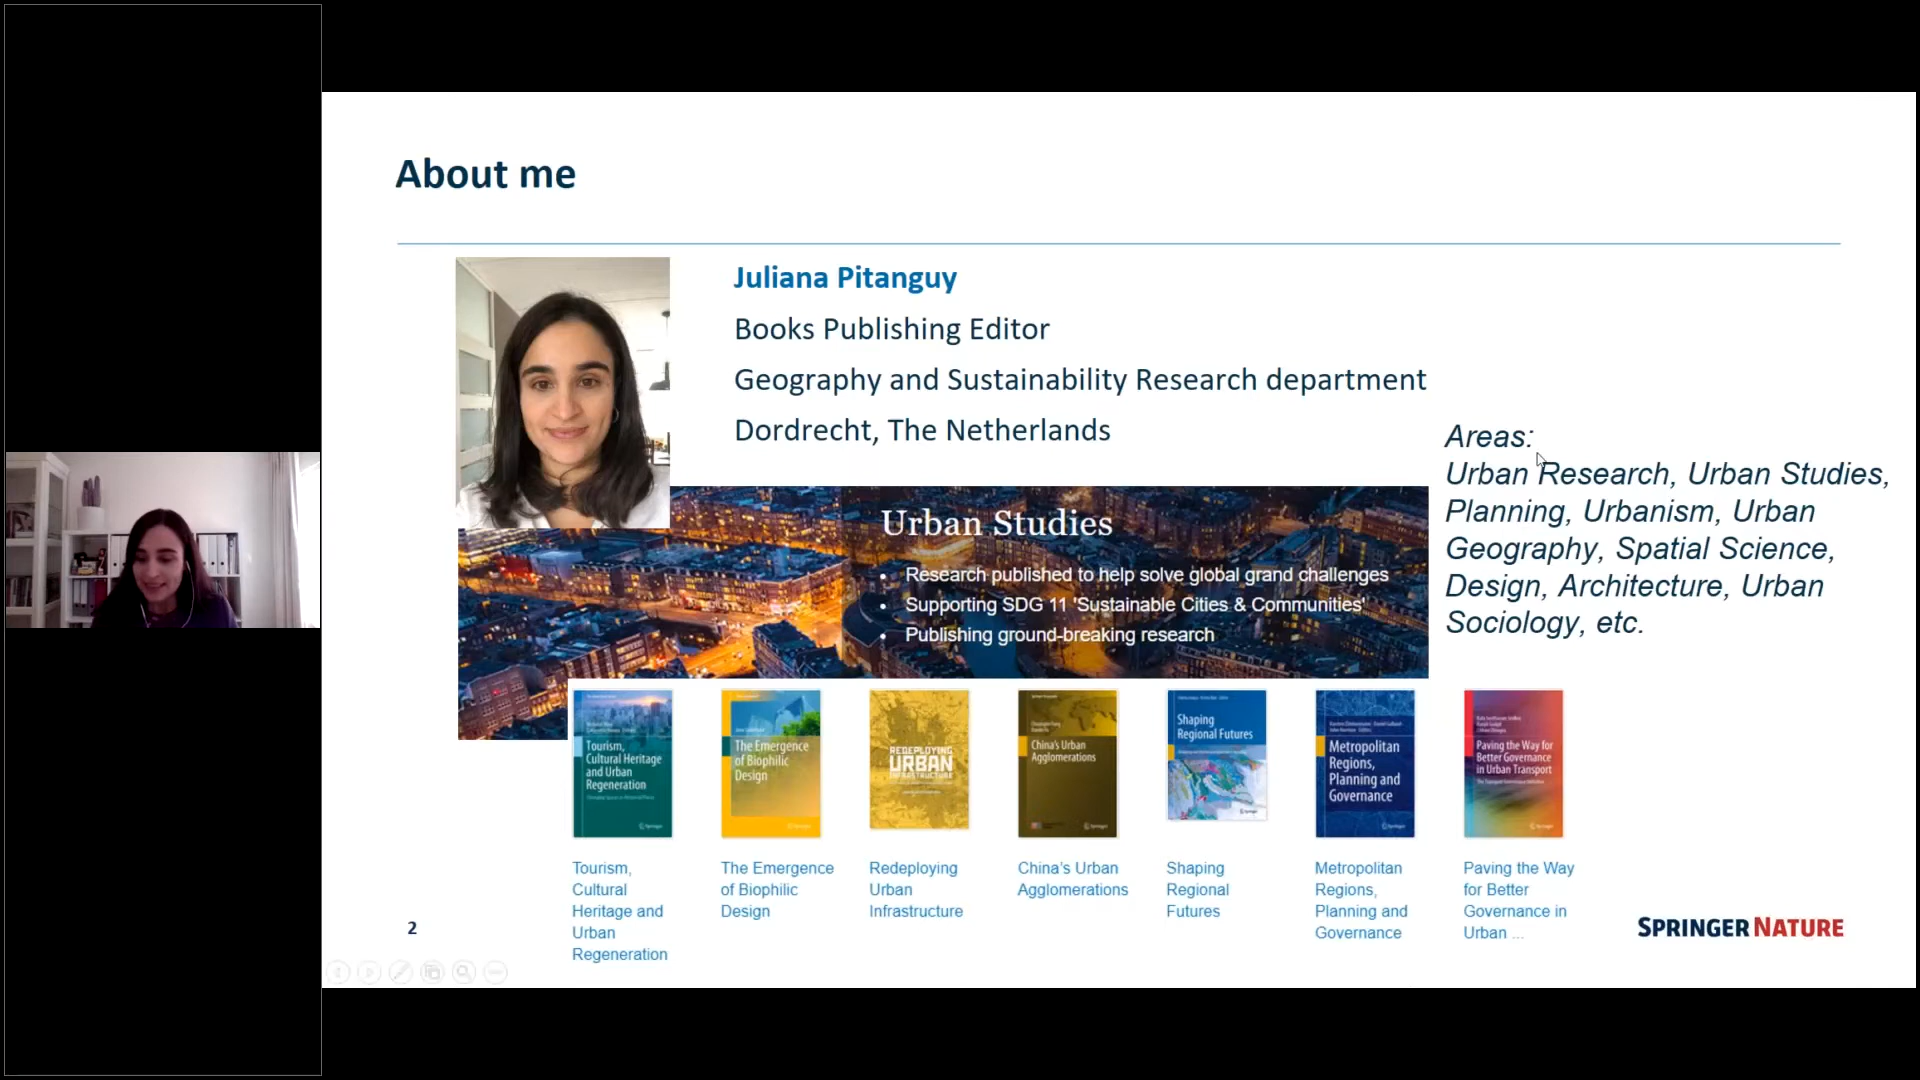 About me
Juliana Pitanguy
Books Publishing Editor
Geography and Sustainability Research department
Dordrecht, The Netherlands
Areas:
Urban Research, Urban Studies,
Planning, Urbanism, Urban
Geography, Spatial Science,
Design, Architecture, Urban
Sociology, etc.
Urban Studies
• Research published to help solve global grand challenges
• Supporting SDG 11 'Sustainable Cities & Communities'
• Publishing ground-breaking research
Tourism,
Cultural Heritage
and Urban
Regeneration
Springer
The Emergence
of Biophilic
Design
Springer
REDEPLOYING
URBAN
INFRASTRUCTURE
China's Urban
Agglomerations
Springer
Shaping
Regional Futures
Springer
Metropolitan
Regions,
Planning and
Governance
Springer
Paving the Way for
Better Governance
in Urban Transport
Springer
Tourism,
Cultural
Heritage and
Urban
Regeneration
The Emergence
of Biophilic
Design
Redeploying
Urban
Infrastructure
China's Urban
Agglomerations
Shaping
Regional
Futures
Metropolitan
Regions,
Planning and
Governance
Paving the Way
for Better
Governance in
Urban ...
2
SPRINGER NATURE